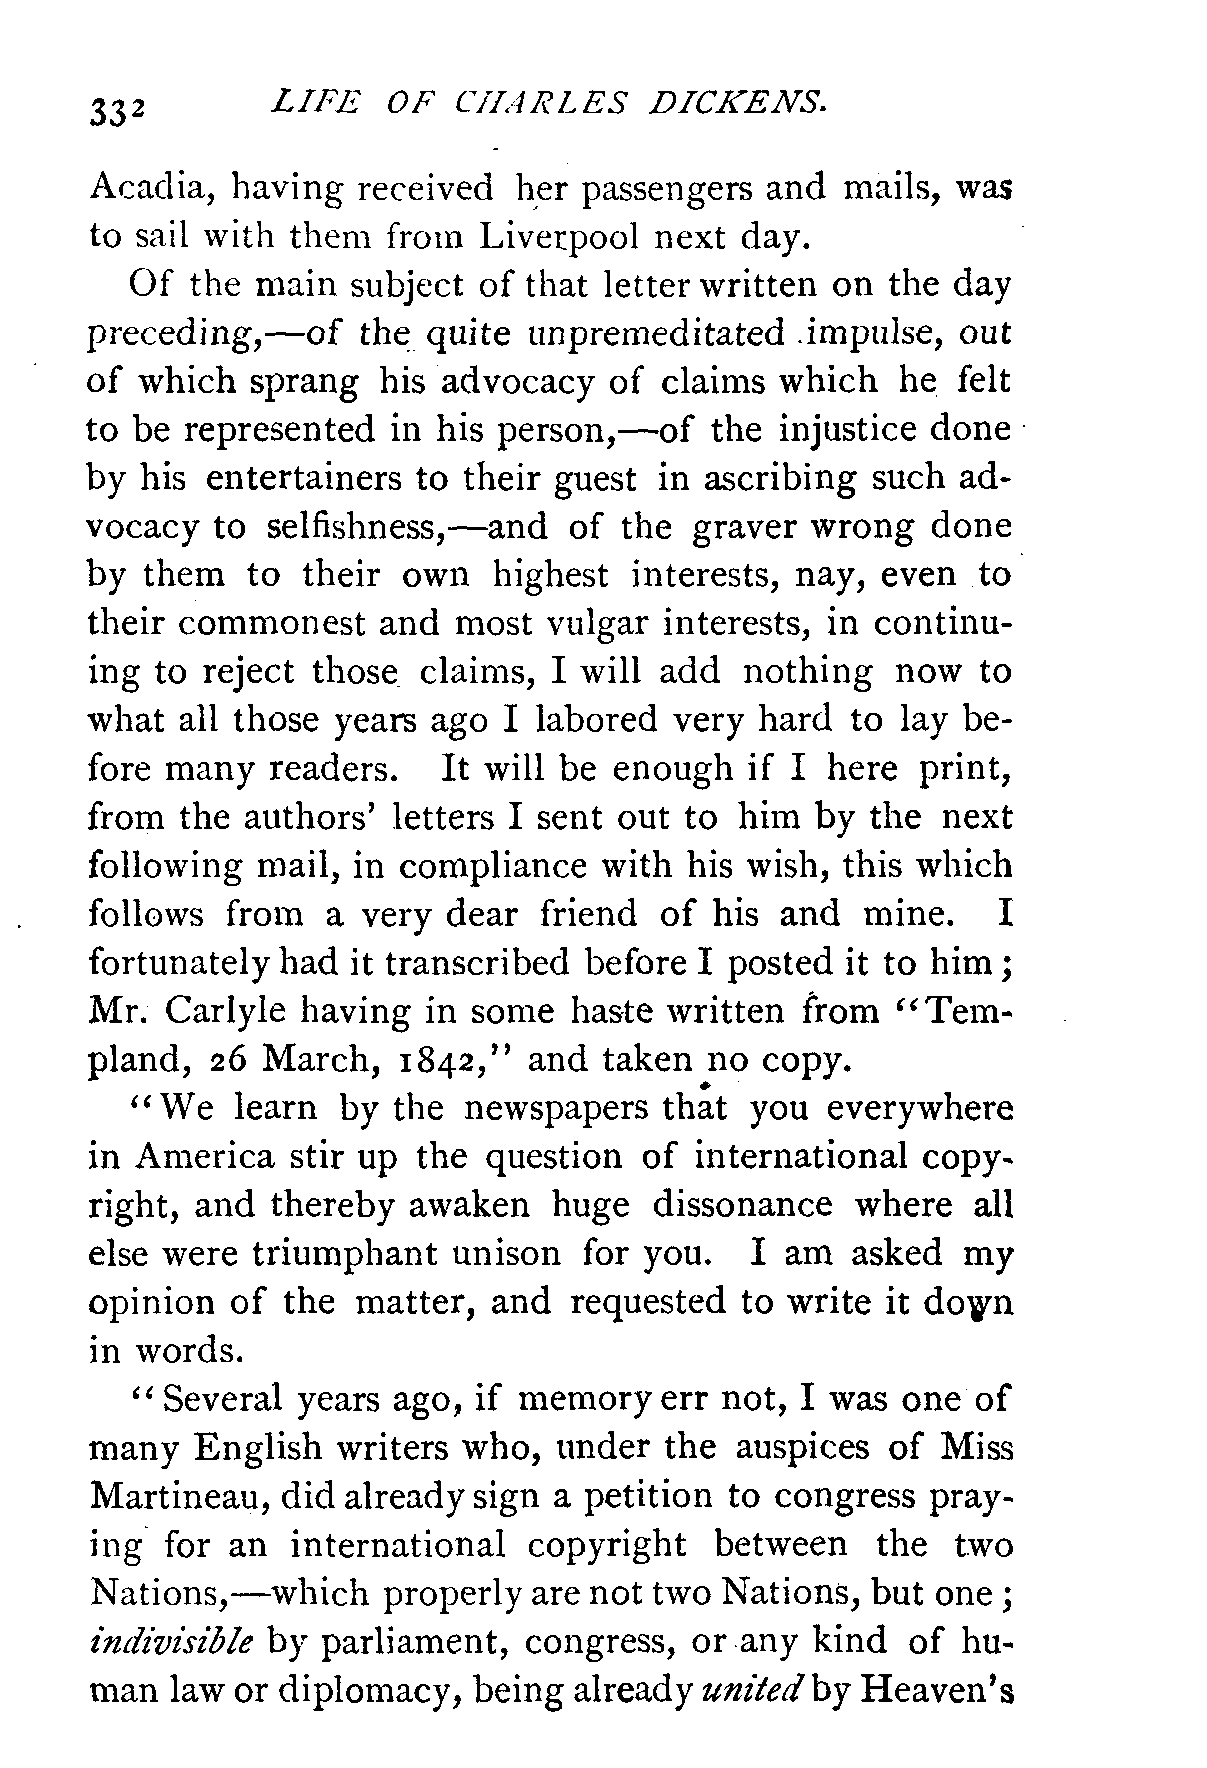 332 LIFE OF CHARLES DICKENS.
Acadia, having received her passengers and mails, was
to sail with them from Liverpool next day.
Of the main subject of that letter written on the day
preceding,—of the quite unpremeditated impulse, out
of which sprang his advocacy of claims which he felt
to be represented in his person,—of the injustice done
by his entertainers to their guest in ascribing such ad-
vocacy to selfishness,—and of the graver wrong done
by them to their own highest interests, nay, even to
their commonest and most vulgar interests, in continu-
ing to reject those claims, I will add nothing now to
what all those years ago I labored very hard to lay be-
fore many readers. It will be enough if I here print,
from the authors' letters I sent out to him by the next
following mail, in compliance with his wish, this which
follows from a very dear friend of his and mine. I
fortunately had it transcribed before I posted it to him;
Mr. Carlyle having in some haste written from “Tem-
pland, 26 March, 1842,” and taken no copy.
“We learn by the newspapers that you everywhere
in America stir up the question of international copy-
right, and thereby awaken huge dissonance where all
else were triumphant unison for you. I am asked my
opinion of the matter, and requested to write it down
in words.
“Several years ago, if memory err not, I was one of
many English writers who, under the auspices of Miss
Martineau, did already sign a petition to congress pray-
ing for an international copyright between the two
Nations,—which properly are not two Nations, but one;
indivisible by parliament, congress, or any kind of hu-
man law or diplomacy, being already united by Heaven's